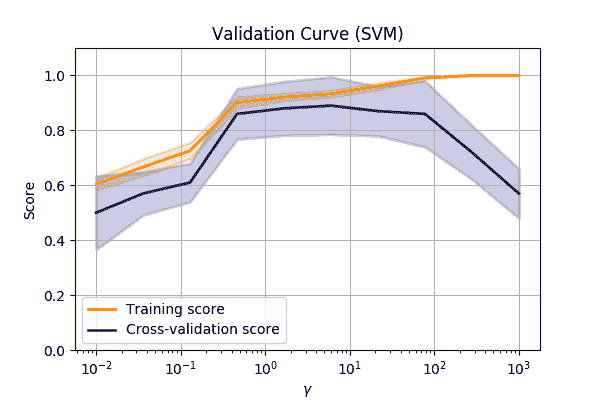 Validation Curve (SVM)
Score
1.0
0.8
0.6
0.4
0.2
0.0
Training score
Cross-validation score
10⁻² 10⁻¹ 10⁰ 10¹ 10² 10³
γ